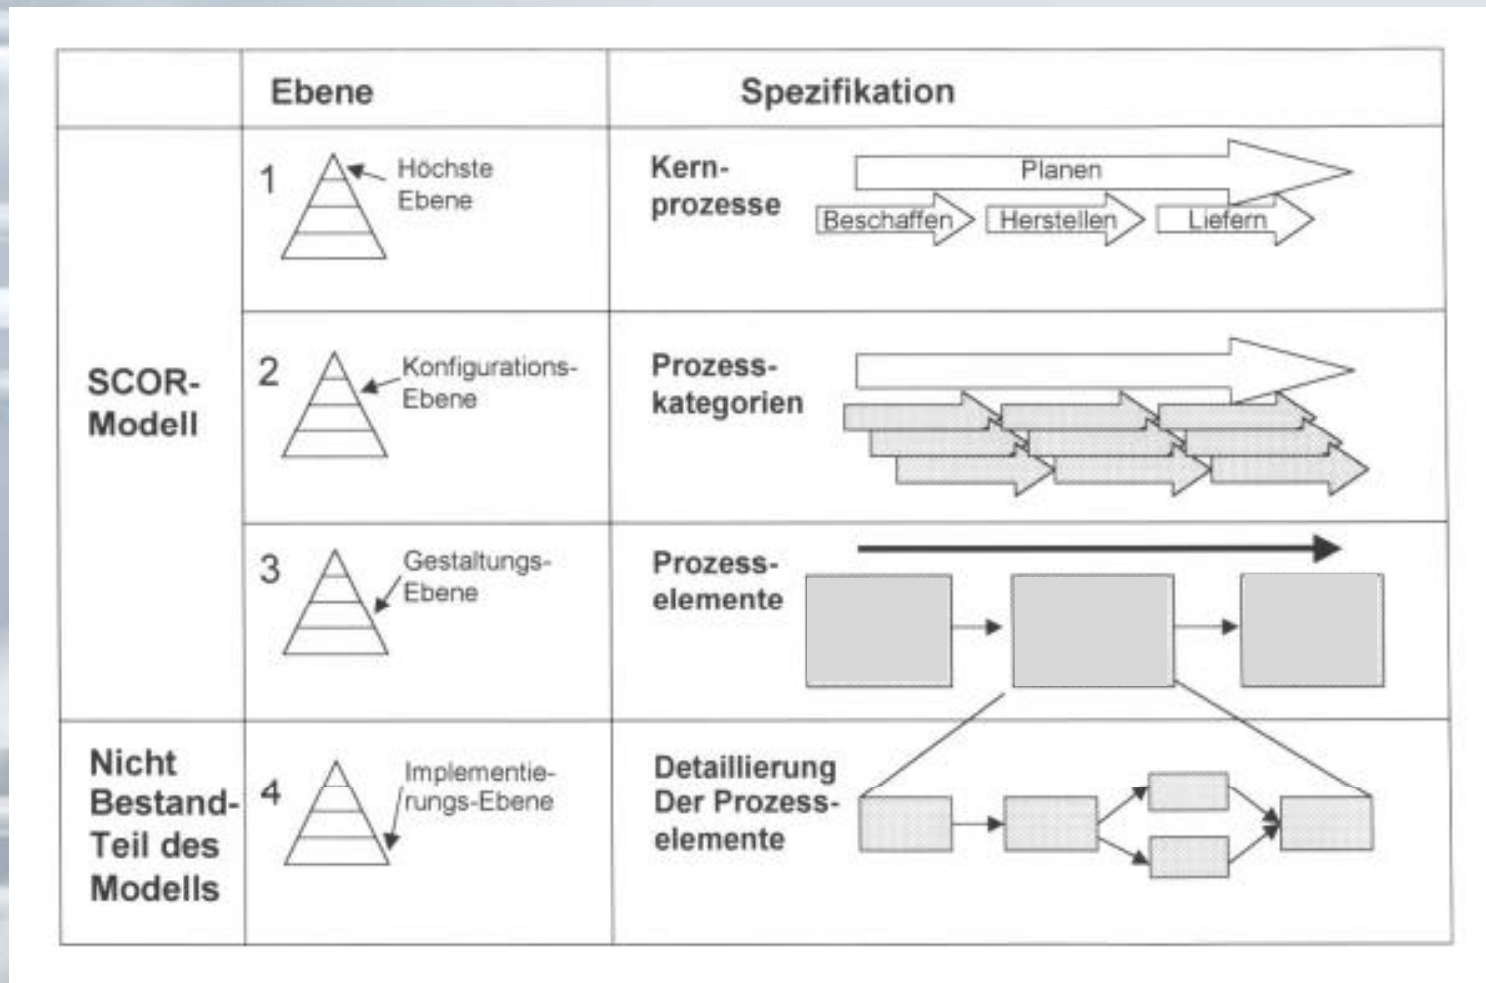 Ebene
Spezifikation
SCOR-
Modell
1
Höchste
Ebene
Kern-
prozesse
Planen
Beschaffen
Herstellen
Liefern
2
Konfigurations-
Ebene
Prozess-
kategorien
3
Gestaltungs-
Ebene
Prozess-
elemente
Nicht
Bestand-
Teil des
Modells
4
Implementie-
rungs-Ebene
Detaillierung
Der Prozess-
elemente